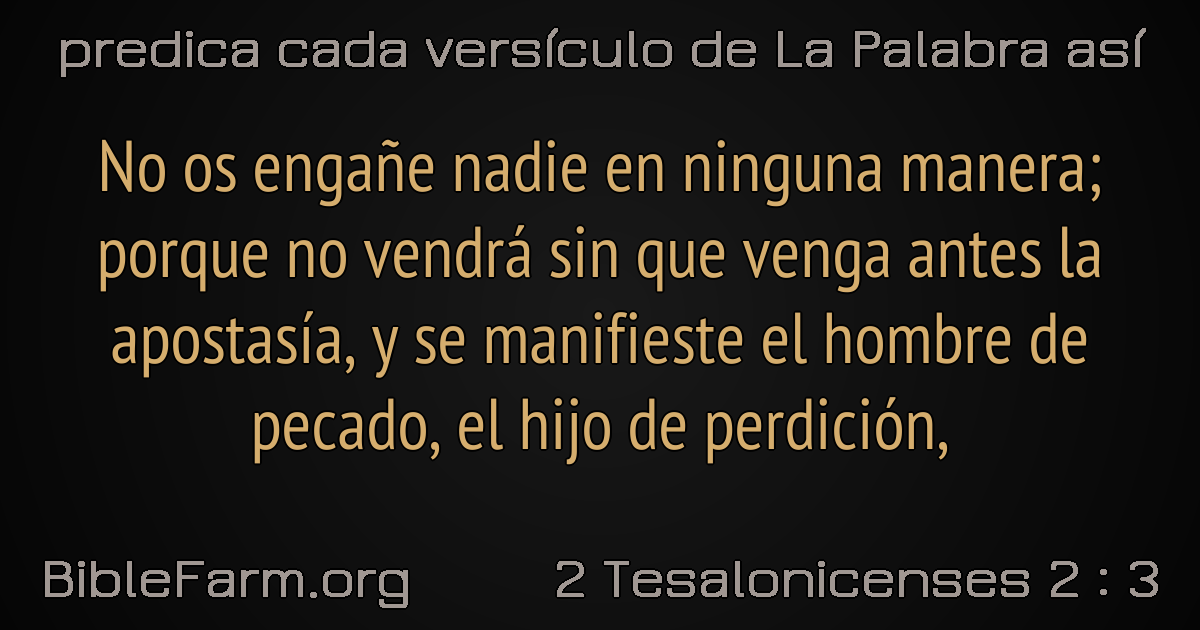 predica cada versículo de La Palabra así
No os engañe nadie en ninguna manera;
porque no vendrá sin que venga antes la
apostasía, y se manifieste el hombre de
pecado, el hijo de perdición,
BibleFarm.org
2 Tesalonicenses 2 : 3